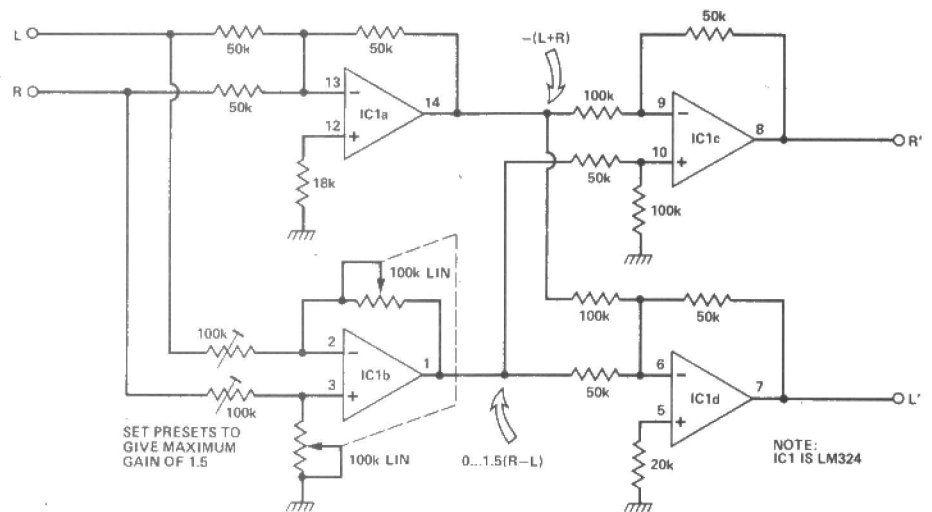 L
R
50k
50k
50k
13
12
14
IC1a
18k
−(L+R)
100k
50k
50k
9
10
8
IC1c
100k
R'
100k LIN
100k
100k
2
3
1
IC1b
100k LIN
SET PRESETS TO
GIVE MAXIMUM
GAIN OF 1.5
0...1.5(R−L)
100k
50k
50k
6
5
7
IC1d
20k
L'
NOTE:
IC1 IS LM324